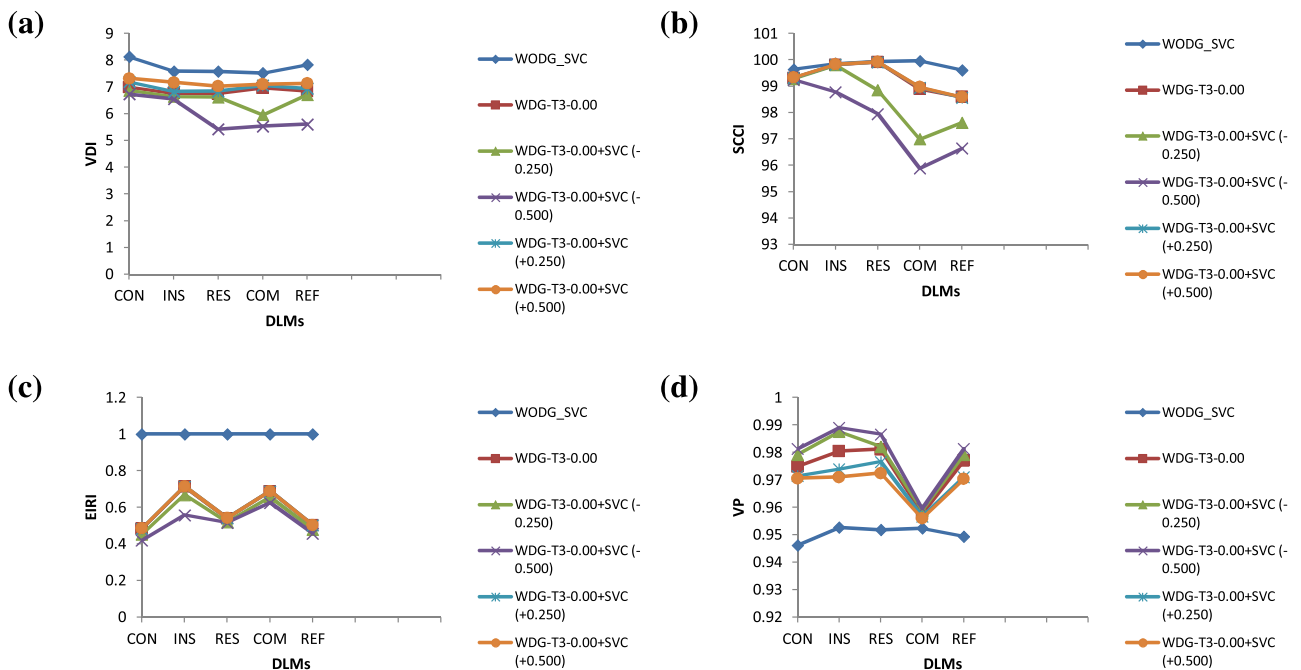 (a)
9
8
7
6
5
4
3
2
1
0
VDI
CON INS RES COM REF
DLMs
WODG_SVC
WDG-T3-0.00
WDG-T3-0.00+SVC (-
0.250)
WDG-T3-0.00+SVC (-
0.500)
WDG-T3-0.00+SVC
(+0.250)
WDG-T3-0.00+SVC
(+0.500)
(b)
101
100
99
98
97
96
95
94
93
SCCI
CON INS RES COM REF
DLMs
WODG_SVC
WDG-T3-0.00
WDG-T3-0.00+SVC (-
0.250)
WDG-T3-0.00+SVC (-
0.500)
WDG-T3-0.00+SVC
(+0.250)
WDG-T3-0.00+SVC
(+0.500)
(c)
1.2
1
0.8
0.6
0.4
0.2
0
EIRI
CON INS RES COM REF
DLMs
WODG_SVC
WDG-T3-0.00
WDG-T3-0.00+SVC (-
0.250)
WDG-T3-0.00+SVC (-
0.500)
WDG-T3-0.00+SVC
(+0.250)
WDG-T3-0.00+SVC
(+0.500)
(d)
1
0.99
0.98
0.97
0.96
0.95
0.94
0.93
0.92
VP
CON INS RES COM REF
DLMs
WODG_SVC
WDG-T3-0.00
WDG-T3-0.00+SVC (-
0.250)
WDG-T3-0.00+SVC (-
0.500)
WDG-T3-0.00+SVC
(+0.250)
WDG-T3-0.00+SVC
(+0.500)